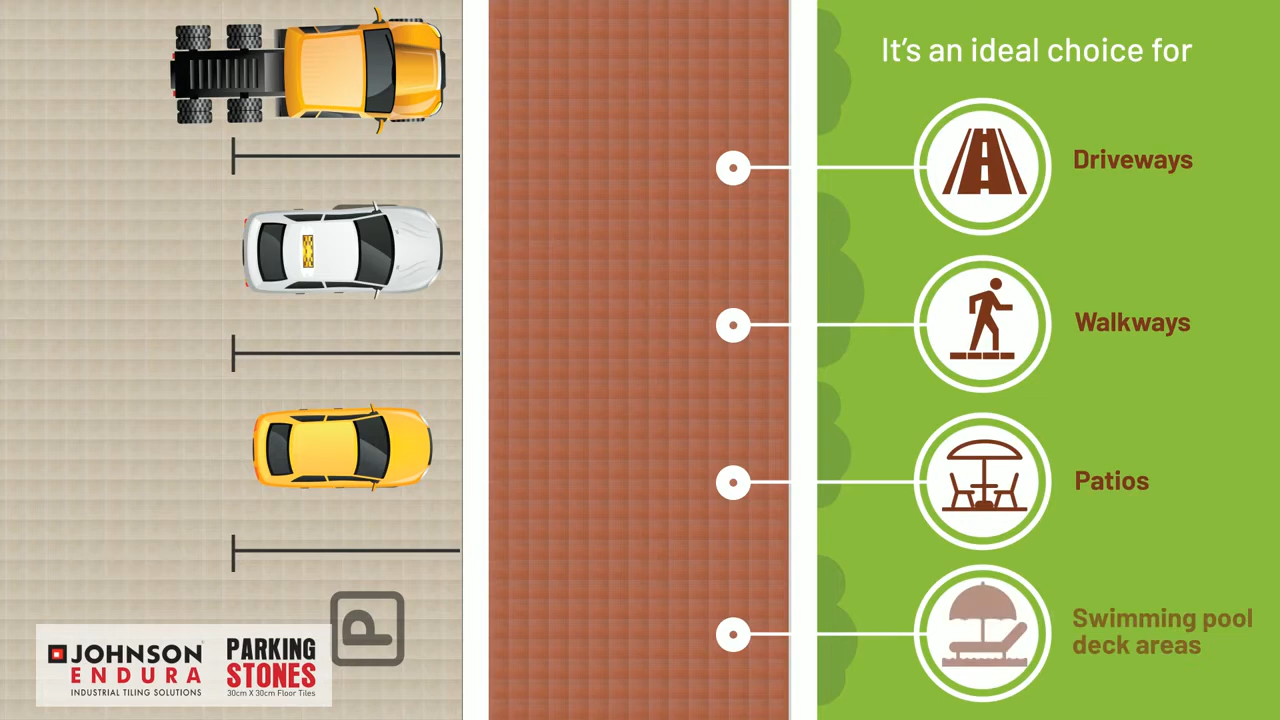 It's an ideal choice for
Driveways
Walkways
Patios
Swimming pool
deck areas
P
JOHNSON
ENDURA
INDUSTRIAL TILING SOLUTIONS
PARKING
STONES
30cm X 30cm Floor Tiles